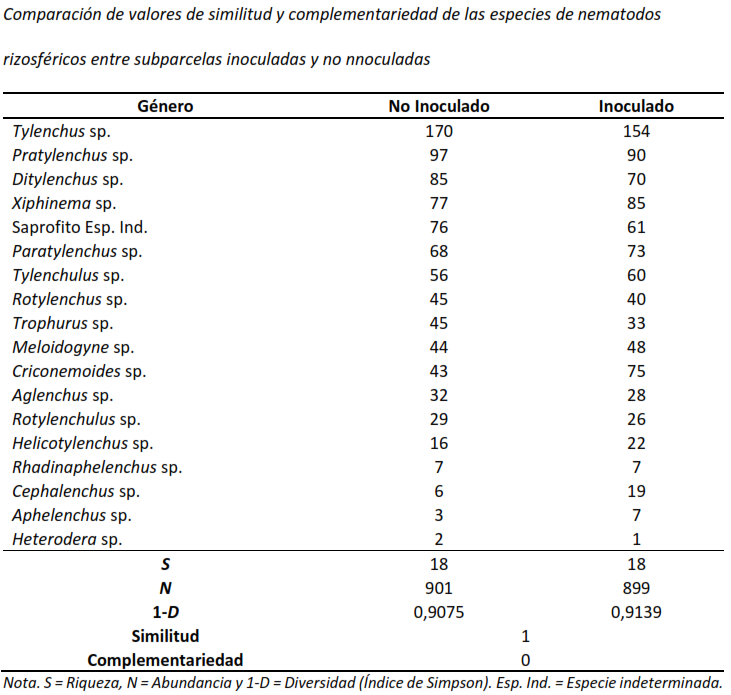 Comparación de valores de similitud y complementariedad de las especies de nematodos
rizosféricos entre subparcelas inoculadas y no nnoculadas
Género No Inoculado Inoculado
Tylenchus sp. 170 154
Pratylenchus sp. 97 90
Ditylenchus sp. 85 70
Xiphinema sp. 77 85
Saprofito Esp. Ind. 76 61
Paratylenchus sp. 68 73
Tylenchulus sp. 56 60
Rotylenchus sp. 45 40
Trophurus sp. 45 33
Meloidogyne sp. 44 48
Criconemoides sp. 43 75
Aglenchus sp. 32 28
Rotylenchulus sp. 29 26
Helicotylenchus sp. 16 22
Rhadinaphelenchus sp. 7 7
Cephalenchus sp. 6 19
Aphelenchus sp. 3 7
Heterodera sp. 2 1
S 18 18
N 901 899
1-D 0,9075 0,9139
Similitud 1
Complementariedad 0
Nota. S = Riqueza, N = Abundancia y 1-D = Diversidad (Índice de Simpson). Esp. Ind. = Especie indeterminada.